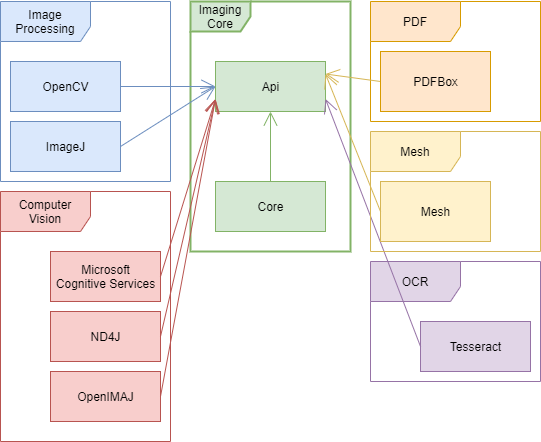 Image
Processing
OpenCV
ImageJ
Computer
Vision
Microsoft
Cognitive Services
ND4J
OpenIMAJ
Imaging
Core
Api
Core
PDF
PDFBox
Mesh
Mesh
OCR
Tesseract